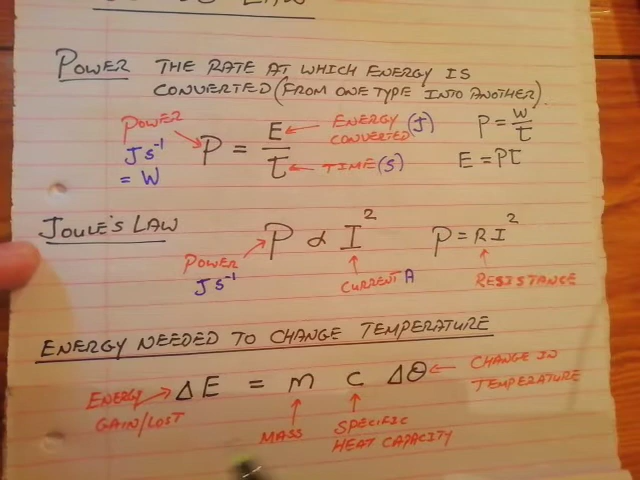 LAW
POWER THE RATE AT WHICH ENERGY IS
CONVERTED (FROM ONE TYPE INTO ANOTHER).
POWER
J s⁻¹
= W
P = E/t
ENERGY
CONVERTED (J)
TIME (S)
P = W/t
E = Pt
JOULE'S LAW
P ∝ I²
P = RI²
POWER
J s⁻¹
CURRENT A
RESISTANCE
ENERGY NEEDED TO CHANGE TEMPERATURE
ΔE = m c Δθ
ENERGY
GAIN/LOST
MASS
SPECIFIC
HEAT CAPACITY
CHANGE IN
TEMPERATURE